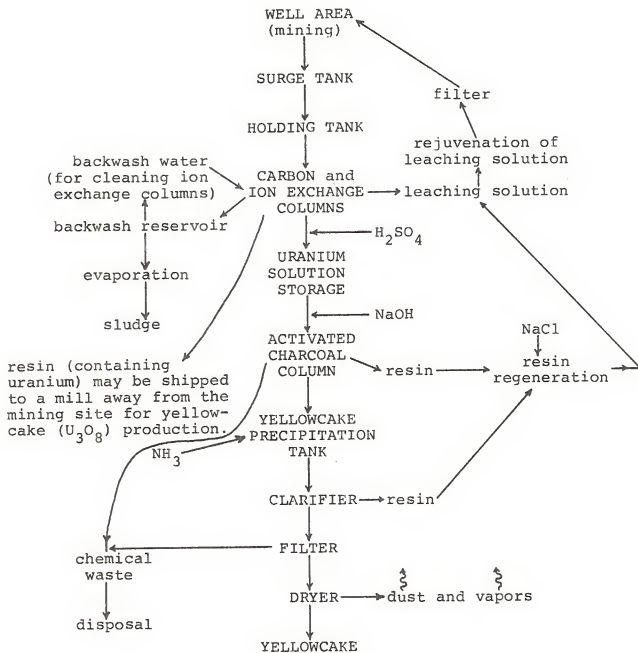 WELL AREA
(mining)
SURGE TANK
filter
HOLDING TANK
rejuvenation of
leaching solution
backwash water
(for cleaning ion
exchange columns)
CARBON and
ION EXCHANGE
COLUMNS
leaching solution
backwash reservoir
H2SO4
evaporation
URANIUM
SOLUTION
STORAGE
sludge
NaOH
NaCl
ACTIVATED
CHARCOAL
COLUMN
resin
resin
regeneration
resin (containing
uranium) may be shipped
to a mill away from the
mining site for yellow-
cake (U3O8) production.
YELLOWCAKE
PRECIPITATION
TANK
NH3
CLARIFIER
resin
FILTER
chemical
waste
DRYER
dust and vapors
disposal
YELLOWCAKE